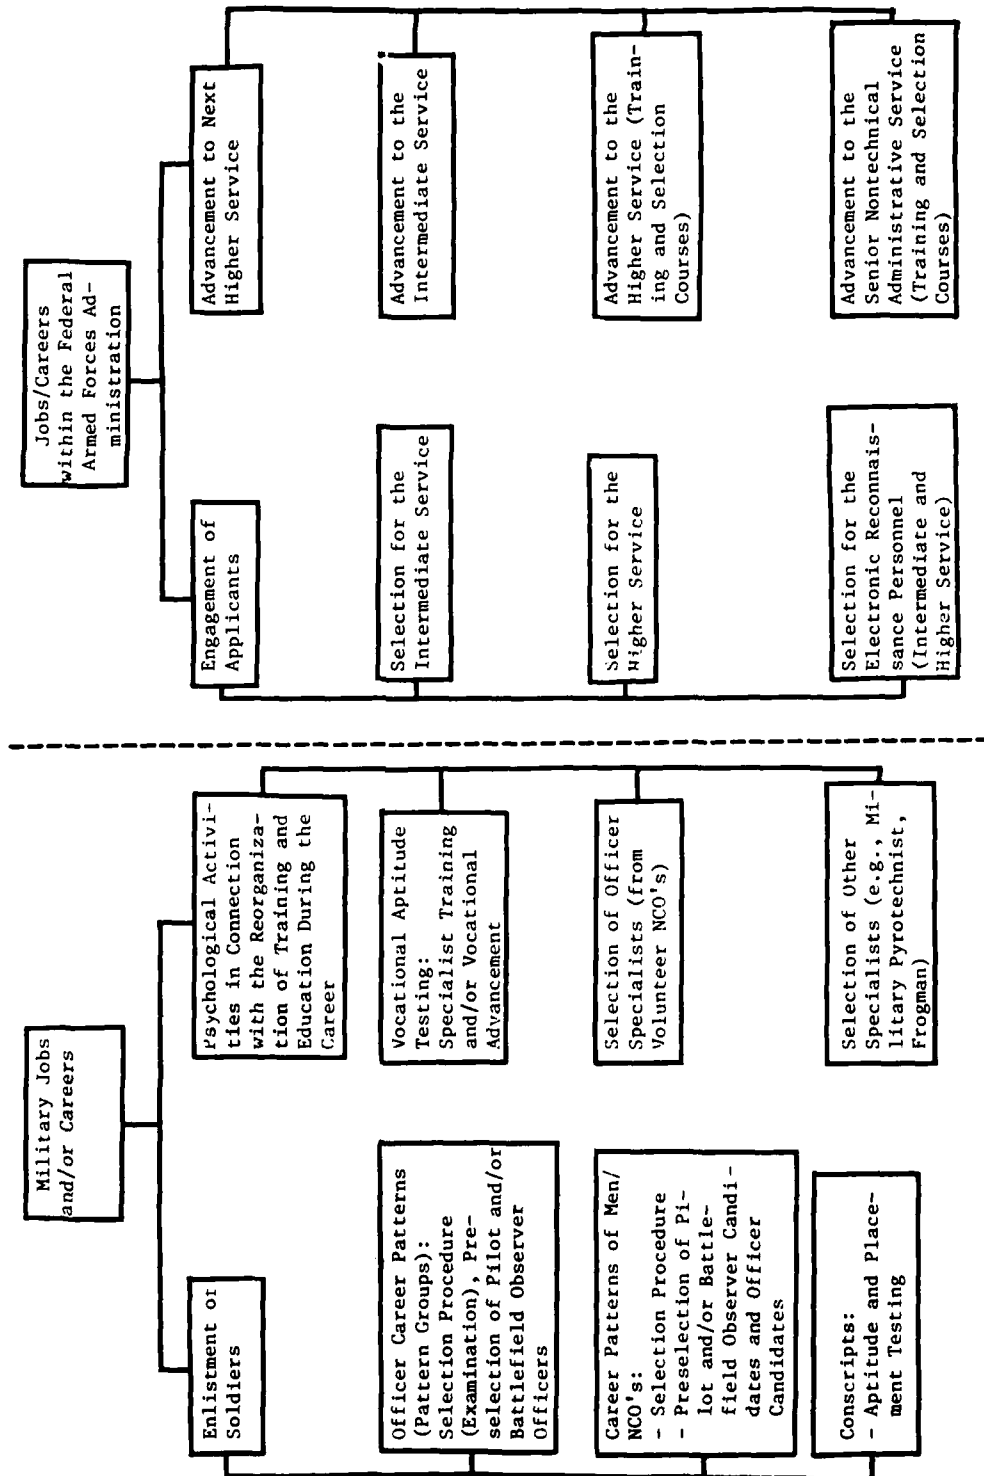 Military Jobs
and/or Careers
Enlistment of
Soldiers
Officer Career Patterns
(Pattern Groups):
Selection Procedure
(Examination), Pre-
selection of Pilot and/or
Battlefield Observer
Officers
Career Patterns of Men/
NCO's:
- Selection Procedure
- Preselection of Pi-
lot and/or Battle-
field Observer Candi-
dates and Officer
Candidates
Conscripts:
- Aptitude and Place-
ment Testing
Psychological Activi-
ties in Connection
with the Reorganiza-
tion of Training and
Education During the
Career
Vocational Aptitude
Testing:
Specialist Training
and/or Vocational
Advancement
Selection of Officer
Specialists (from
Volunteer NCO's)
Selection of Other
Specialists (e.g., Mi-
litary Pyrotechnist,
Frogman)
Jobs/Careers
within the Federal
Armed Forces Ad-
ministration
Engagement of
Applicants
Selection for the
Intermediate Service
Selection for the
Higher Service
Selection for the
Electronic Reconnais-
sance Personnel
(Intermediate and
Higher Service)
Advancement to Next
Higher Service
Advancement to the
Intermediate Service
Advancement to the
Higher Service (Train-
ing and Selection
Courses)
Advancement to the
Senior Nontechnical
Administrative Service
(Training and Selection
Courses)